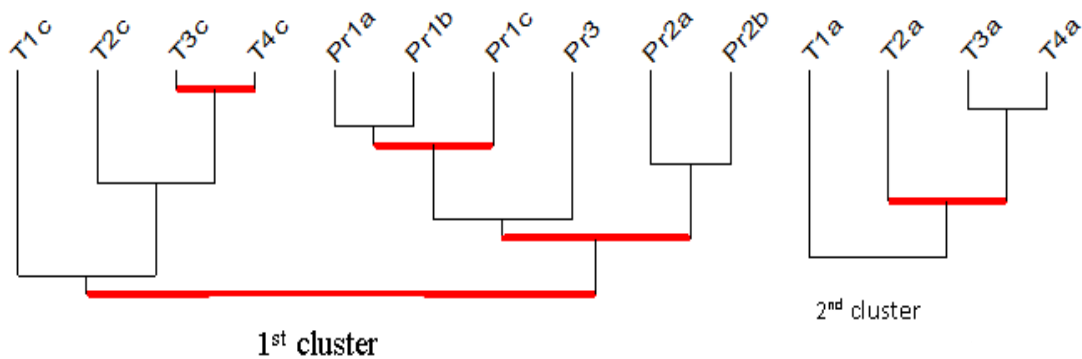 T1c T2c T3c T4c Pr1a Pr1b Pr1c Pr3 Pr2a Pr2b T1a T2a T3a T4a
2nd cluster
1st cluster